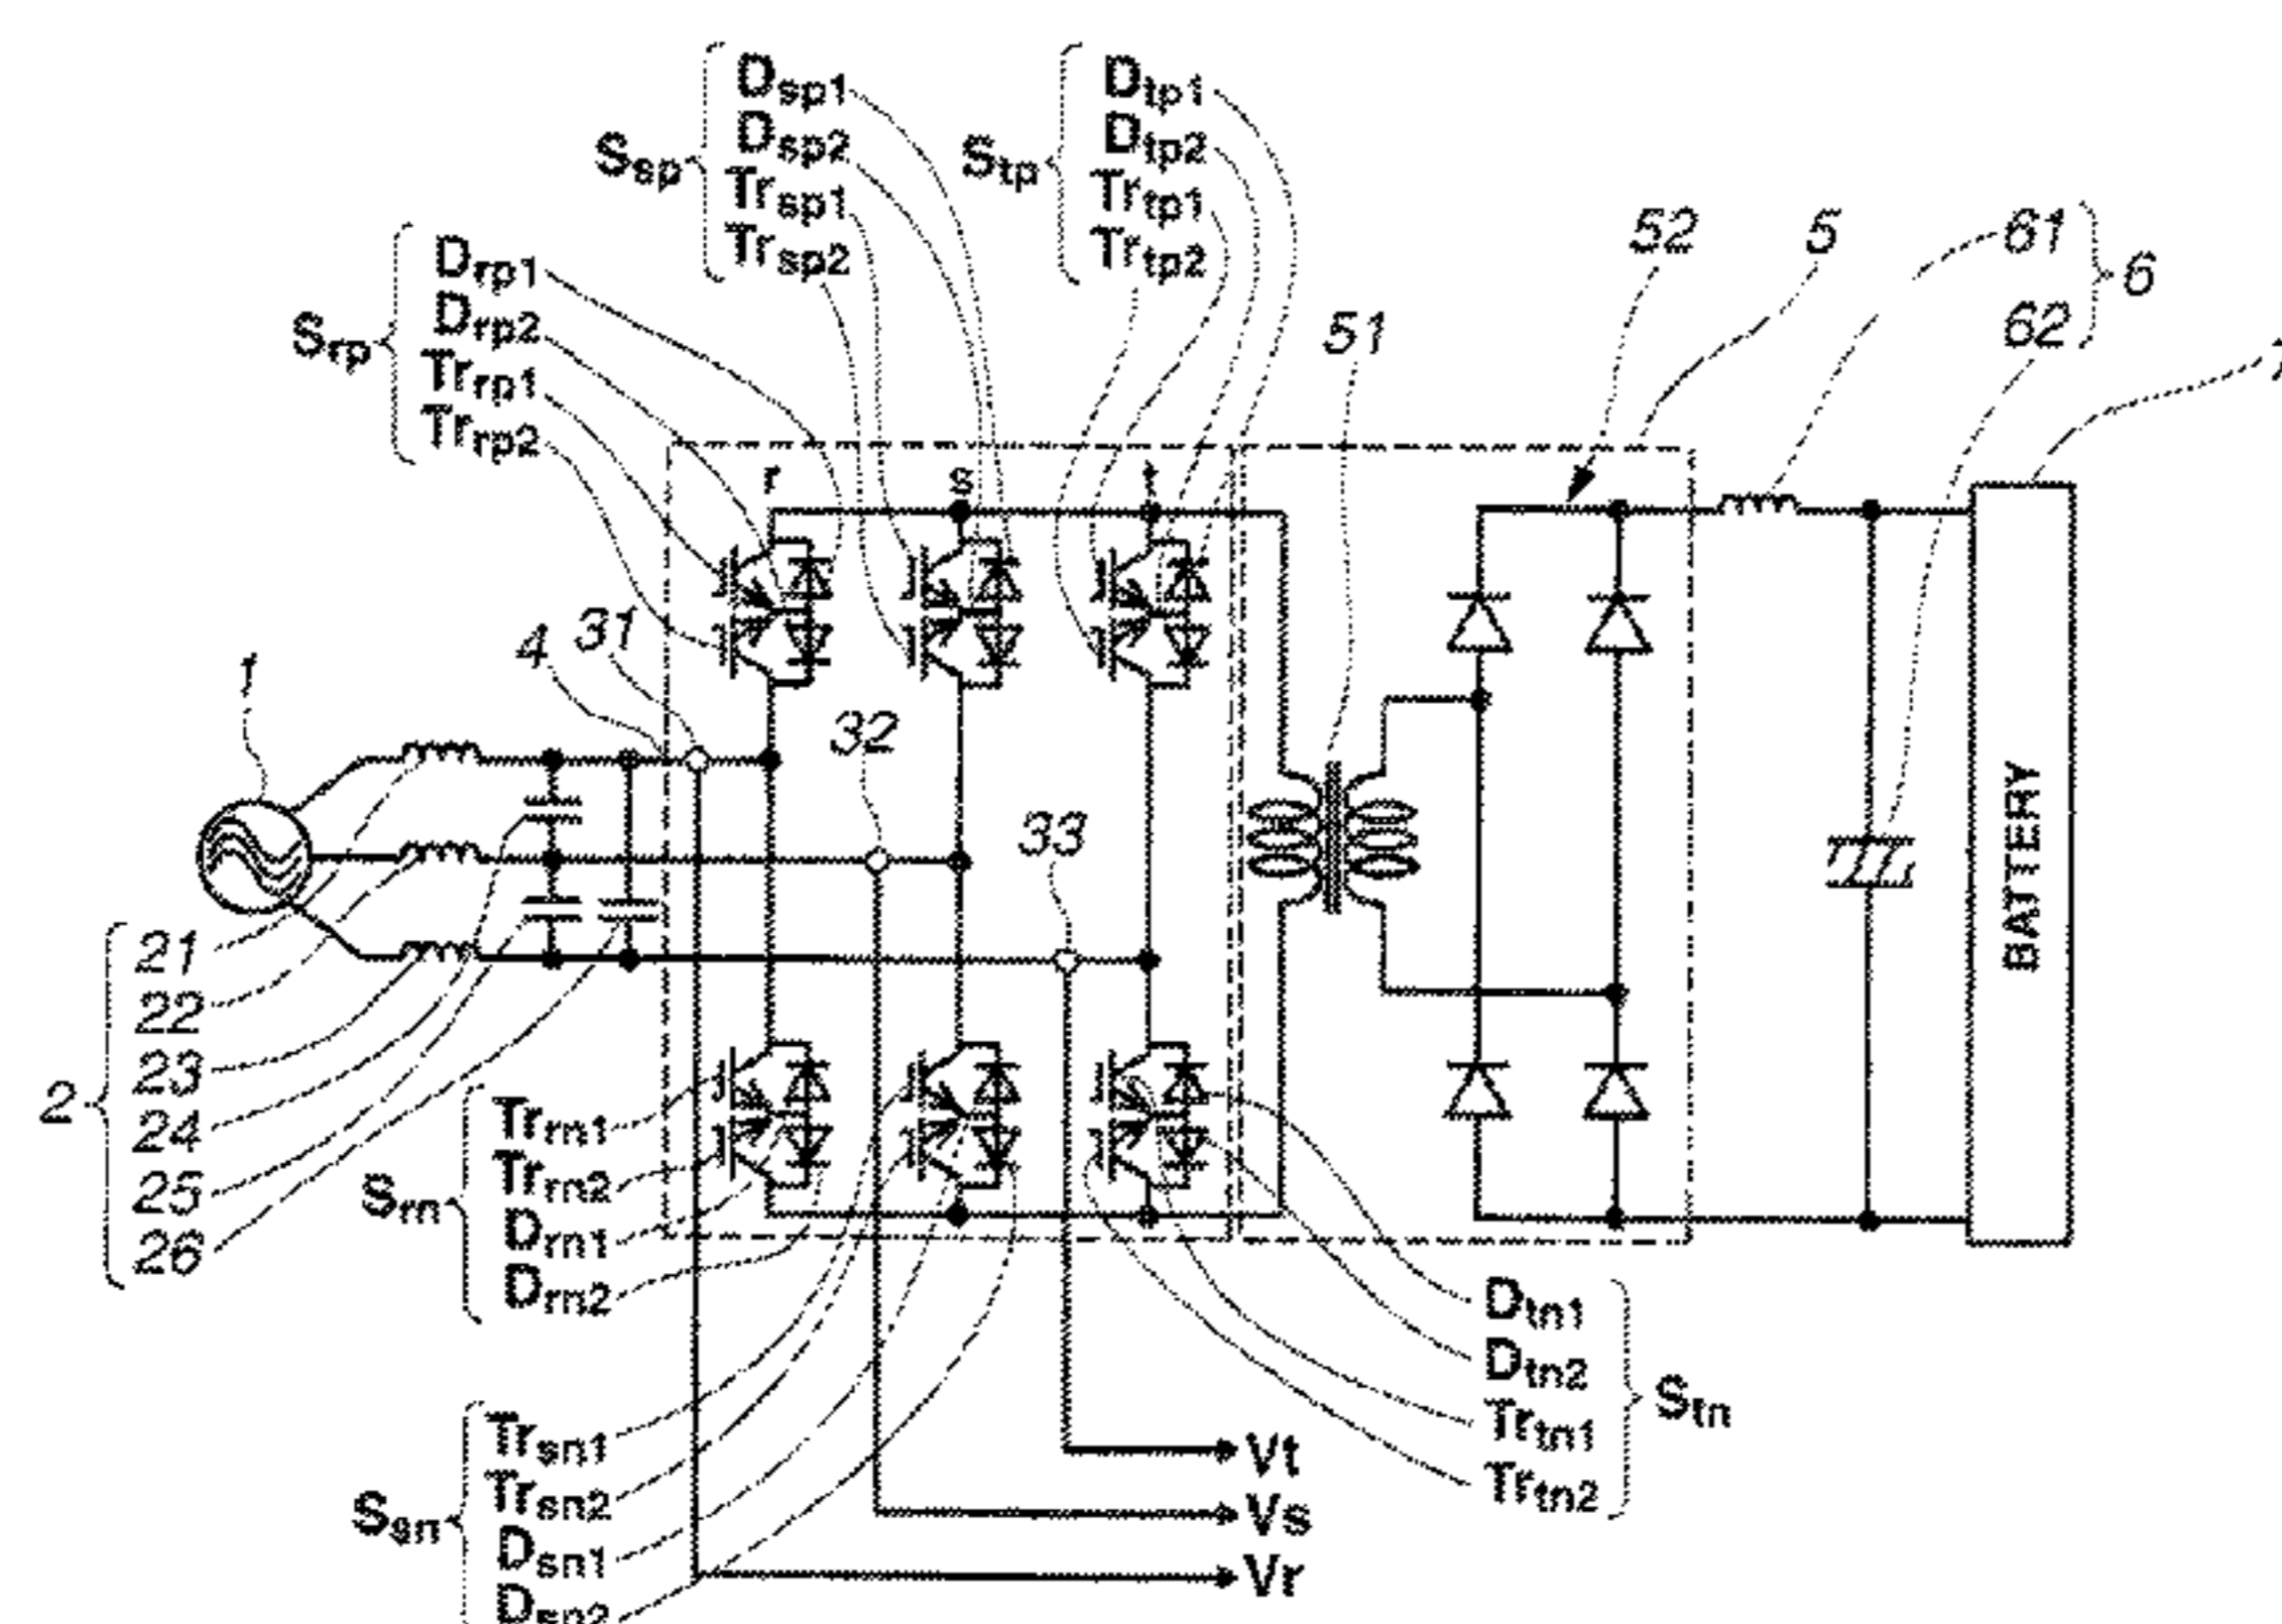 Dsp1
Dsp2
Trsp1
Trsp2
Ssp
Dtp1
Dtp2
Trtp1
Trtp2
Stp
Drp1
Drp2
Trrp1
Trrp2
Srp
52
5
61
62
6
51
7
r
s
t
31
4
32
33
1
BATTERY
21
22
23
24
25
26
2
Trrn1
Trrn2
Drn1
Drn2
Srn
Dtn1
Dtn2
Trtn1
Trtn2
Stn
Trsn1
Trsn2
Dsn1
Dsn2
Ssn
Vt
Vs
Vr